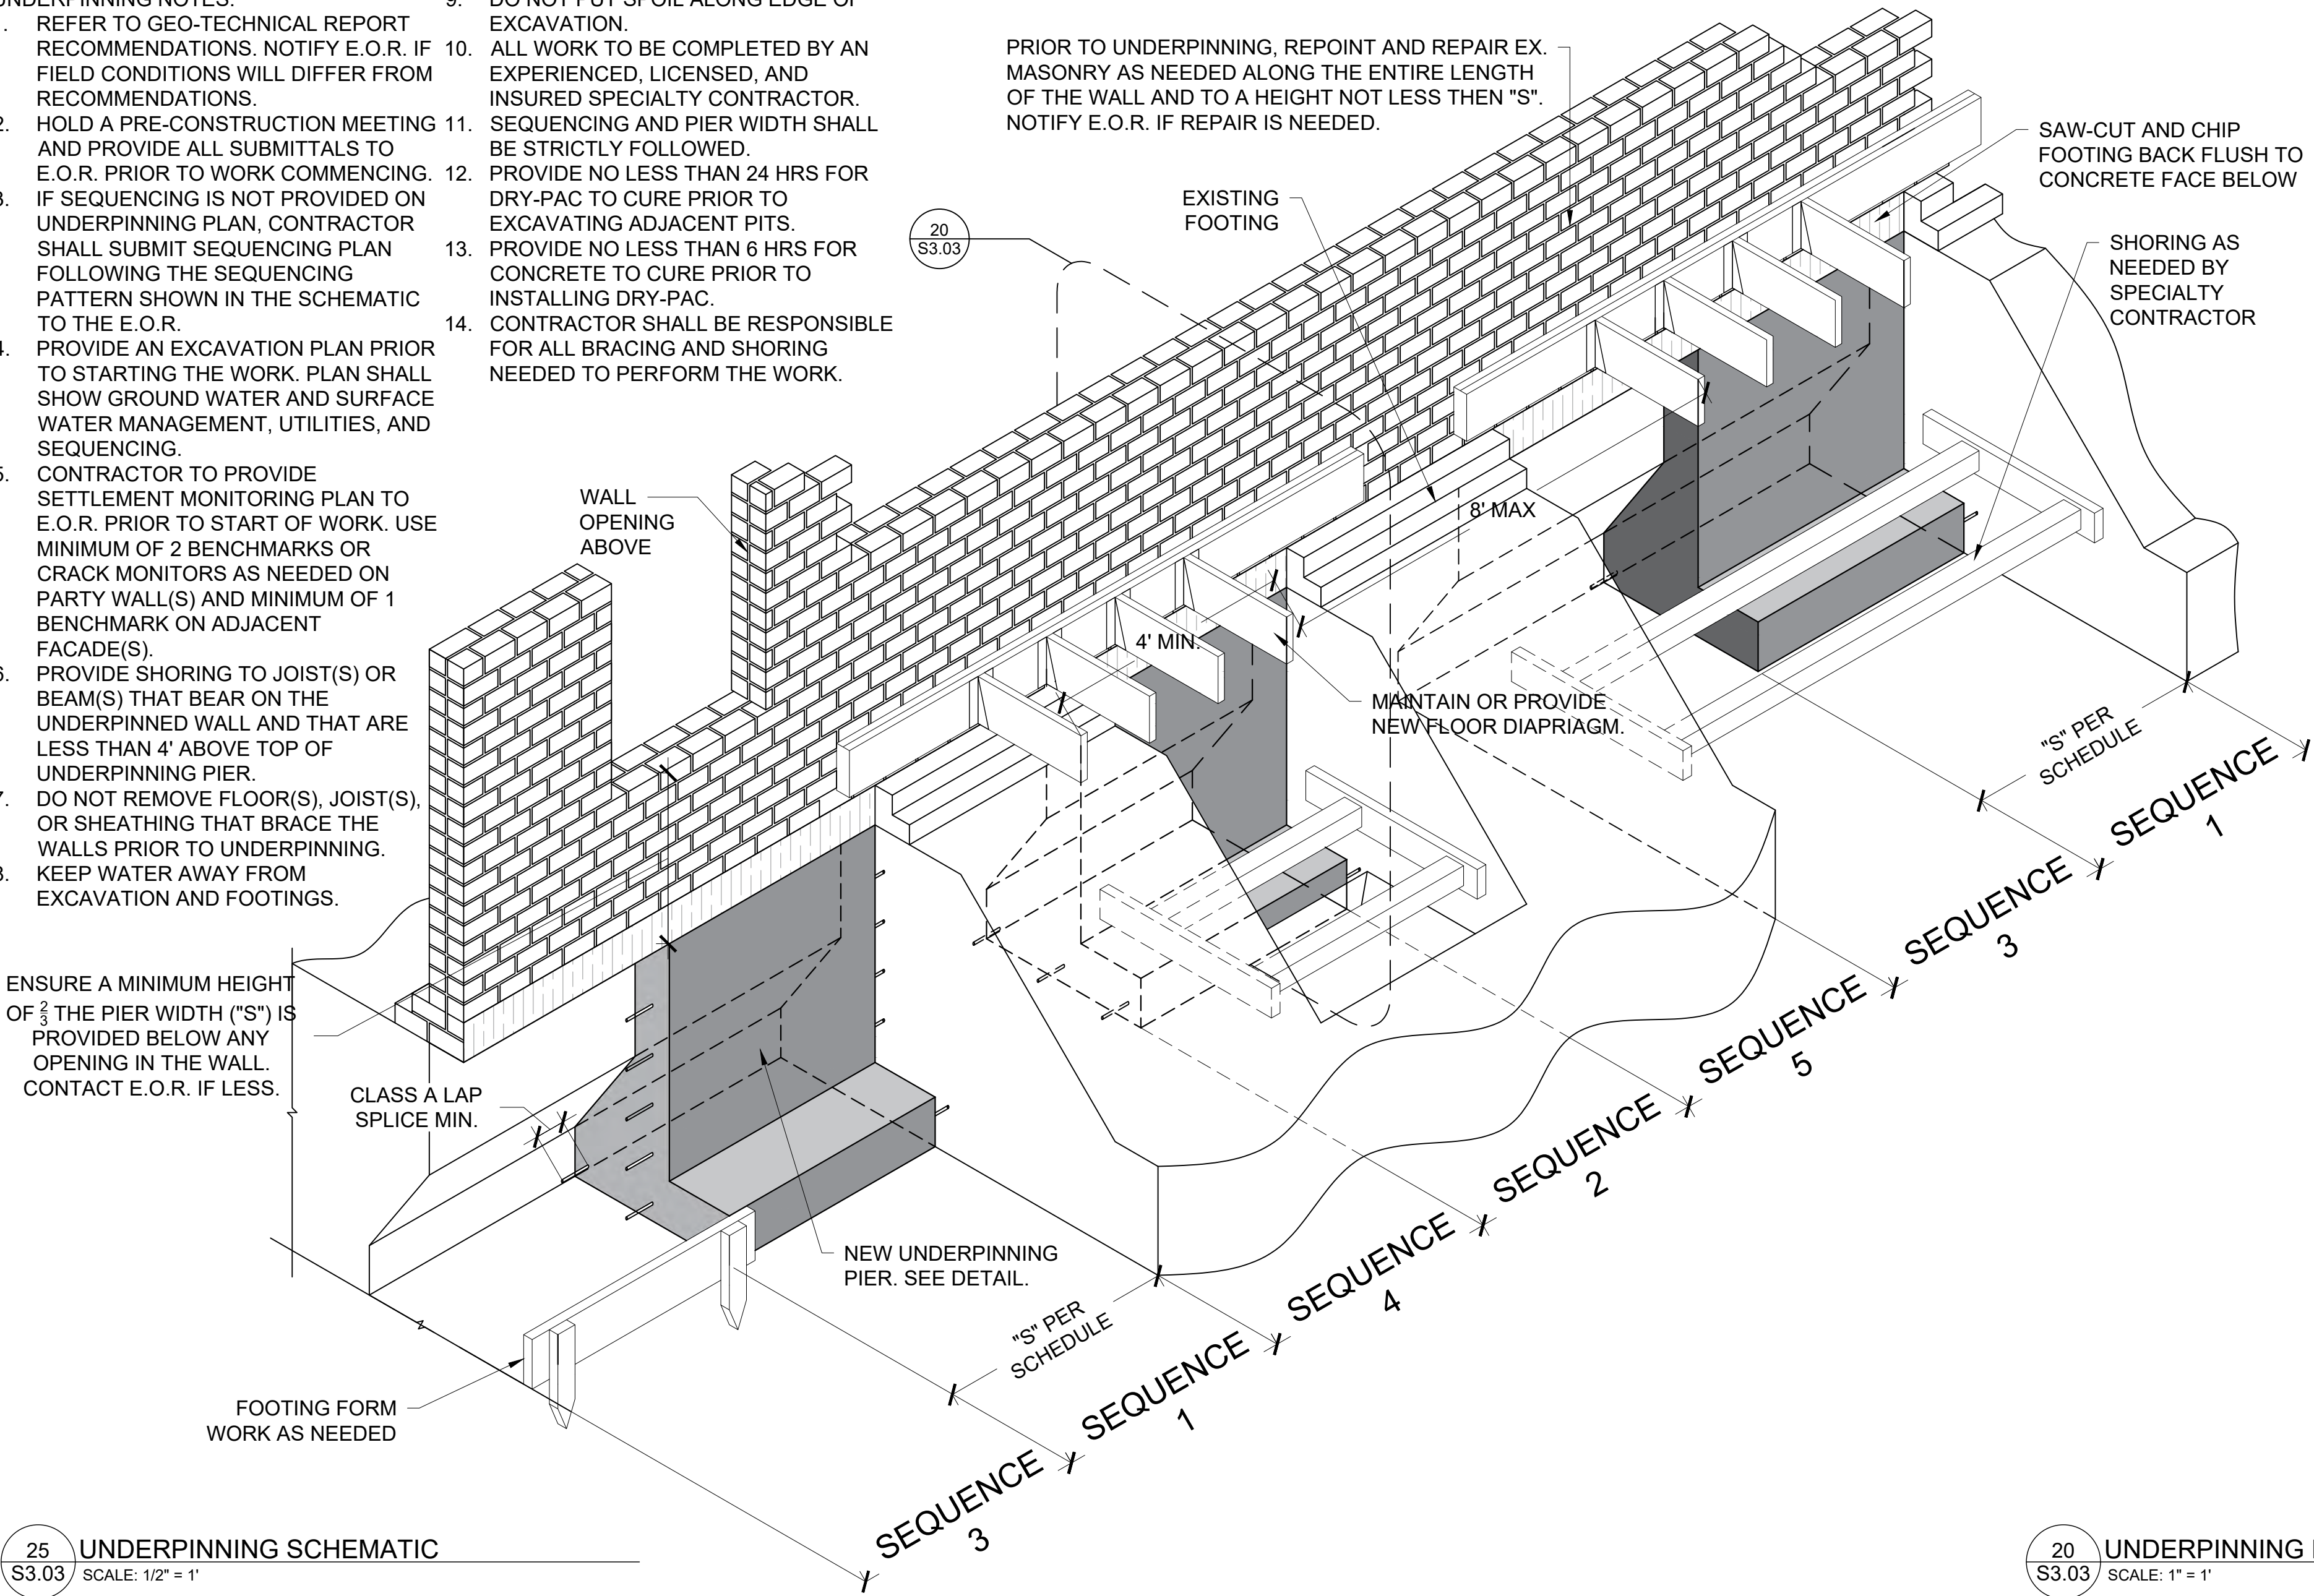 UNDERPINNING NOTES:
REFER TO GEO-TECHNICAL REPORT
RECOMMENDATIONS. NOTIFY E.O.R. IF
FIELD CONDITIONS WILL DIFFER FROM
RECOMMENDATIONS.
HOLD A PRE-CONSTRUCTION MEETING
AND PROVIDE ALL SUBMITTALS TO
E.O.R. PRIOR TO WORK COMMENCING.
IF SEQUENCING IS NOT PROVIDED ON
UNDERPINNING PLAN, CONTRACTOR
SHALL SUBMIT SEQUENCING PLAN
FOLLOWING THE SEQUENCING
PATTERN SHOWN IN THE SCHEMATIC
TO THE E.O.R.
PROVIDE AN EXCAVATION PLAN PRIOR
TO STARTING THE WORK. PLAN SHALL
SHOW GROUND WATER AND SURFACE
WATER MANAGEMENT, UTILITIES, AND
SEQUENCING.
CONTRACTOR TO PROVIDE
SETTLEMENT MONITORING PLAN TO
E.O.R. PRIOR TO START OF WORK. USE
MINIMUM OF 2 BENCHMARKS OR
CRACK MONITORS AS NEEDED ON
PARTY WALL(S) AND MINIMUM OF 1
BENCHMARK ON ADJACENT
FACADE(S).
PROVIDE SHORING TO JOIST(S) OR
BEAM(S) THAT BEAR ON THE
UNDERPINNED WALL AND THAT ARE
LESS THAN 4' ABOVE TOP OF
UNDERPINNING PIER.
DO NOT REMOVE FLOOR(S), JOIST(S),
OR SHEATHING THAT BRACE THE
WALLS PRIOR TO UNDERPINNING.
KEEP WATER AWAY FROM
EXCAVATION AND FOOTINGS.
9. DO NOT PUT SPOIL ALONG EDGE OF
EXCAVATION.
10. ALL WORK TO BE COMPLETED BY AN
EXPERIENCED, LICENSED, AND
INSURED SPECIALTY CONTRACTOR.
11. SEQUENCING AND PIER WIDTH SHALL
BE STRICTLY FOLLOWED.
12. PROVIDE NO LESS THAN 24 HRS FOR
DRY-PAC TO CURE PRIOR TO
EXCAVATING ADJACENT PITS.
13. PROVIDE NO LESS THAN 6 HRS FOR
CONCRETE TO CURE PRIOR TO
INSTALLING DRY-PAC.
14. CONTRACTOR SHALL BE RESPONSIBLE
FOR ALL BRACING AND SHORING
NEEDED TO PERFORM THE WORK.
PRIOR TO UNDERPINNING, REPOINT AND REPAIR EX.
MASONRY AS NEEDED ALONG THE ENTIRE LENGTH
OF THE WALL AND TO A HEIGHT NOT LESS THEN "S".
NOTIFY E.O.R. IF REPAIR IS NEEDED.
SAW-CUT AND CHIP
FOOTING BACK FLUSH TO
CONCRETE FACE BELOW
EXISTING
FOOTING
20
S3.03
SHORING AS
NEEDED BY
SPECIALTY
CONTRACTOR
WALL
OPENING
ABOVE
8' MAX
4' MIN.
MAINTAIN OR PROVIDE
NEW FLOOR DIAPRIAGM.
"S" PER
SCHEDULE
SEQUENCE
1
SEQUENCE
3
SEQUENCE
5
SEQUENCE
2
SEQUENCE
4
SEQUENCE
1
SEQUENCE
3
"S" PER
SCHEDULE
ENSURE A MINIMUM HEIGHT
OF 2/3 THE PIER WIDTH ("S") IS
PROVIDED BELOW ANY
OPENING IN THE WALL.
CONTACT E.O.R. IF LESS.
CLASS A LAP
SPLICE MIN.
NEW UNDERPINNING
PIER. SEE DETAIL.
FOOTING FORM
WORK AS NEEDED
25
S3.03
UNDERPINNING SCHEMATIC
SCALE: 1/2" = 1'
20
S3.03
UNDERPINNING
SCALE: 1" = 1'